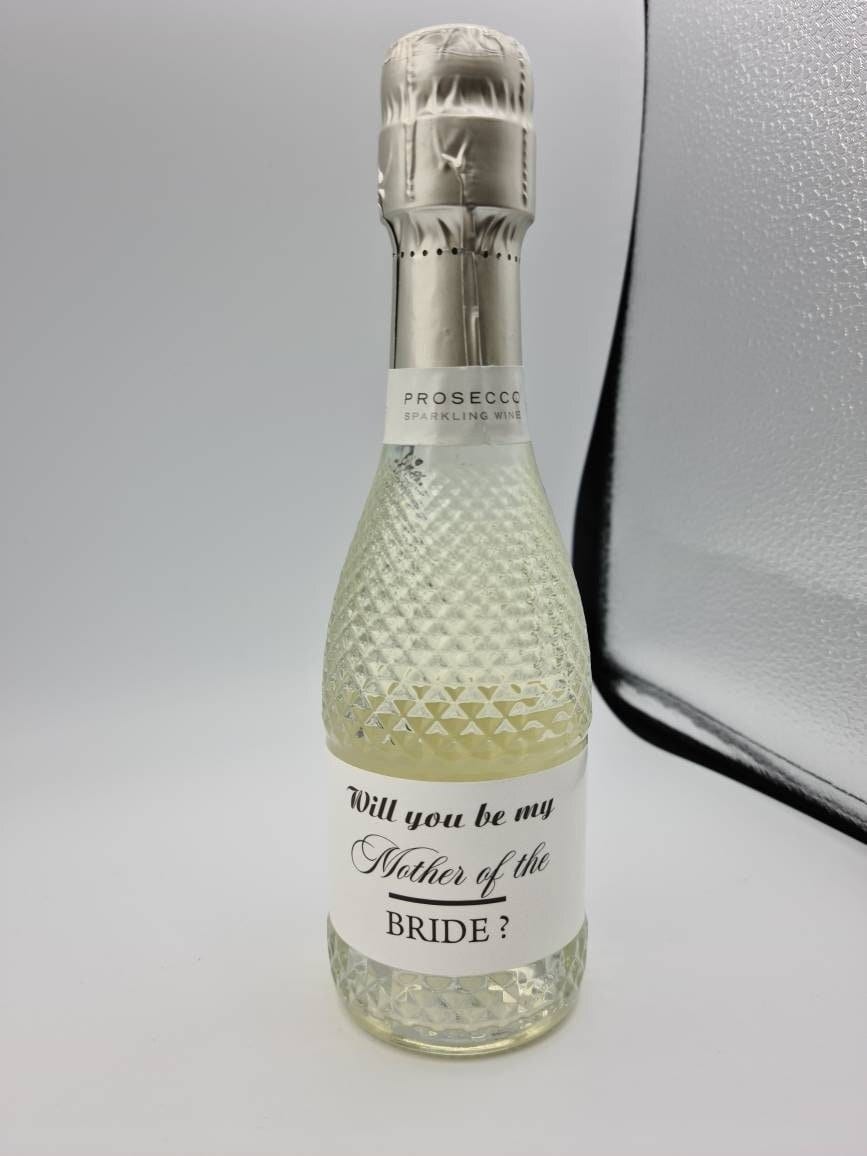 PROSECCO
SPARKLING WINE
Will you be my
Mother of the
BRIDE ?